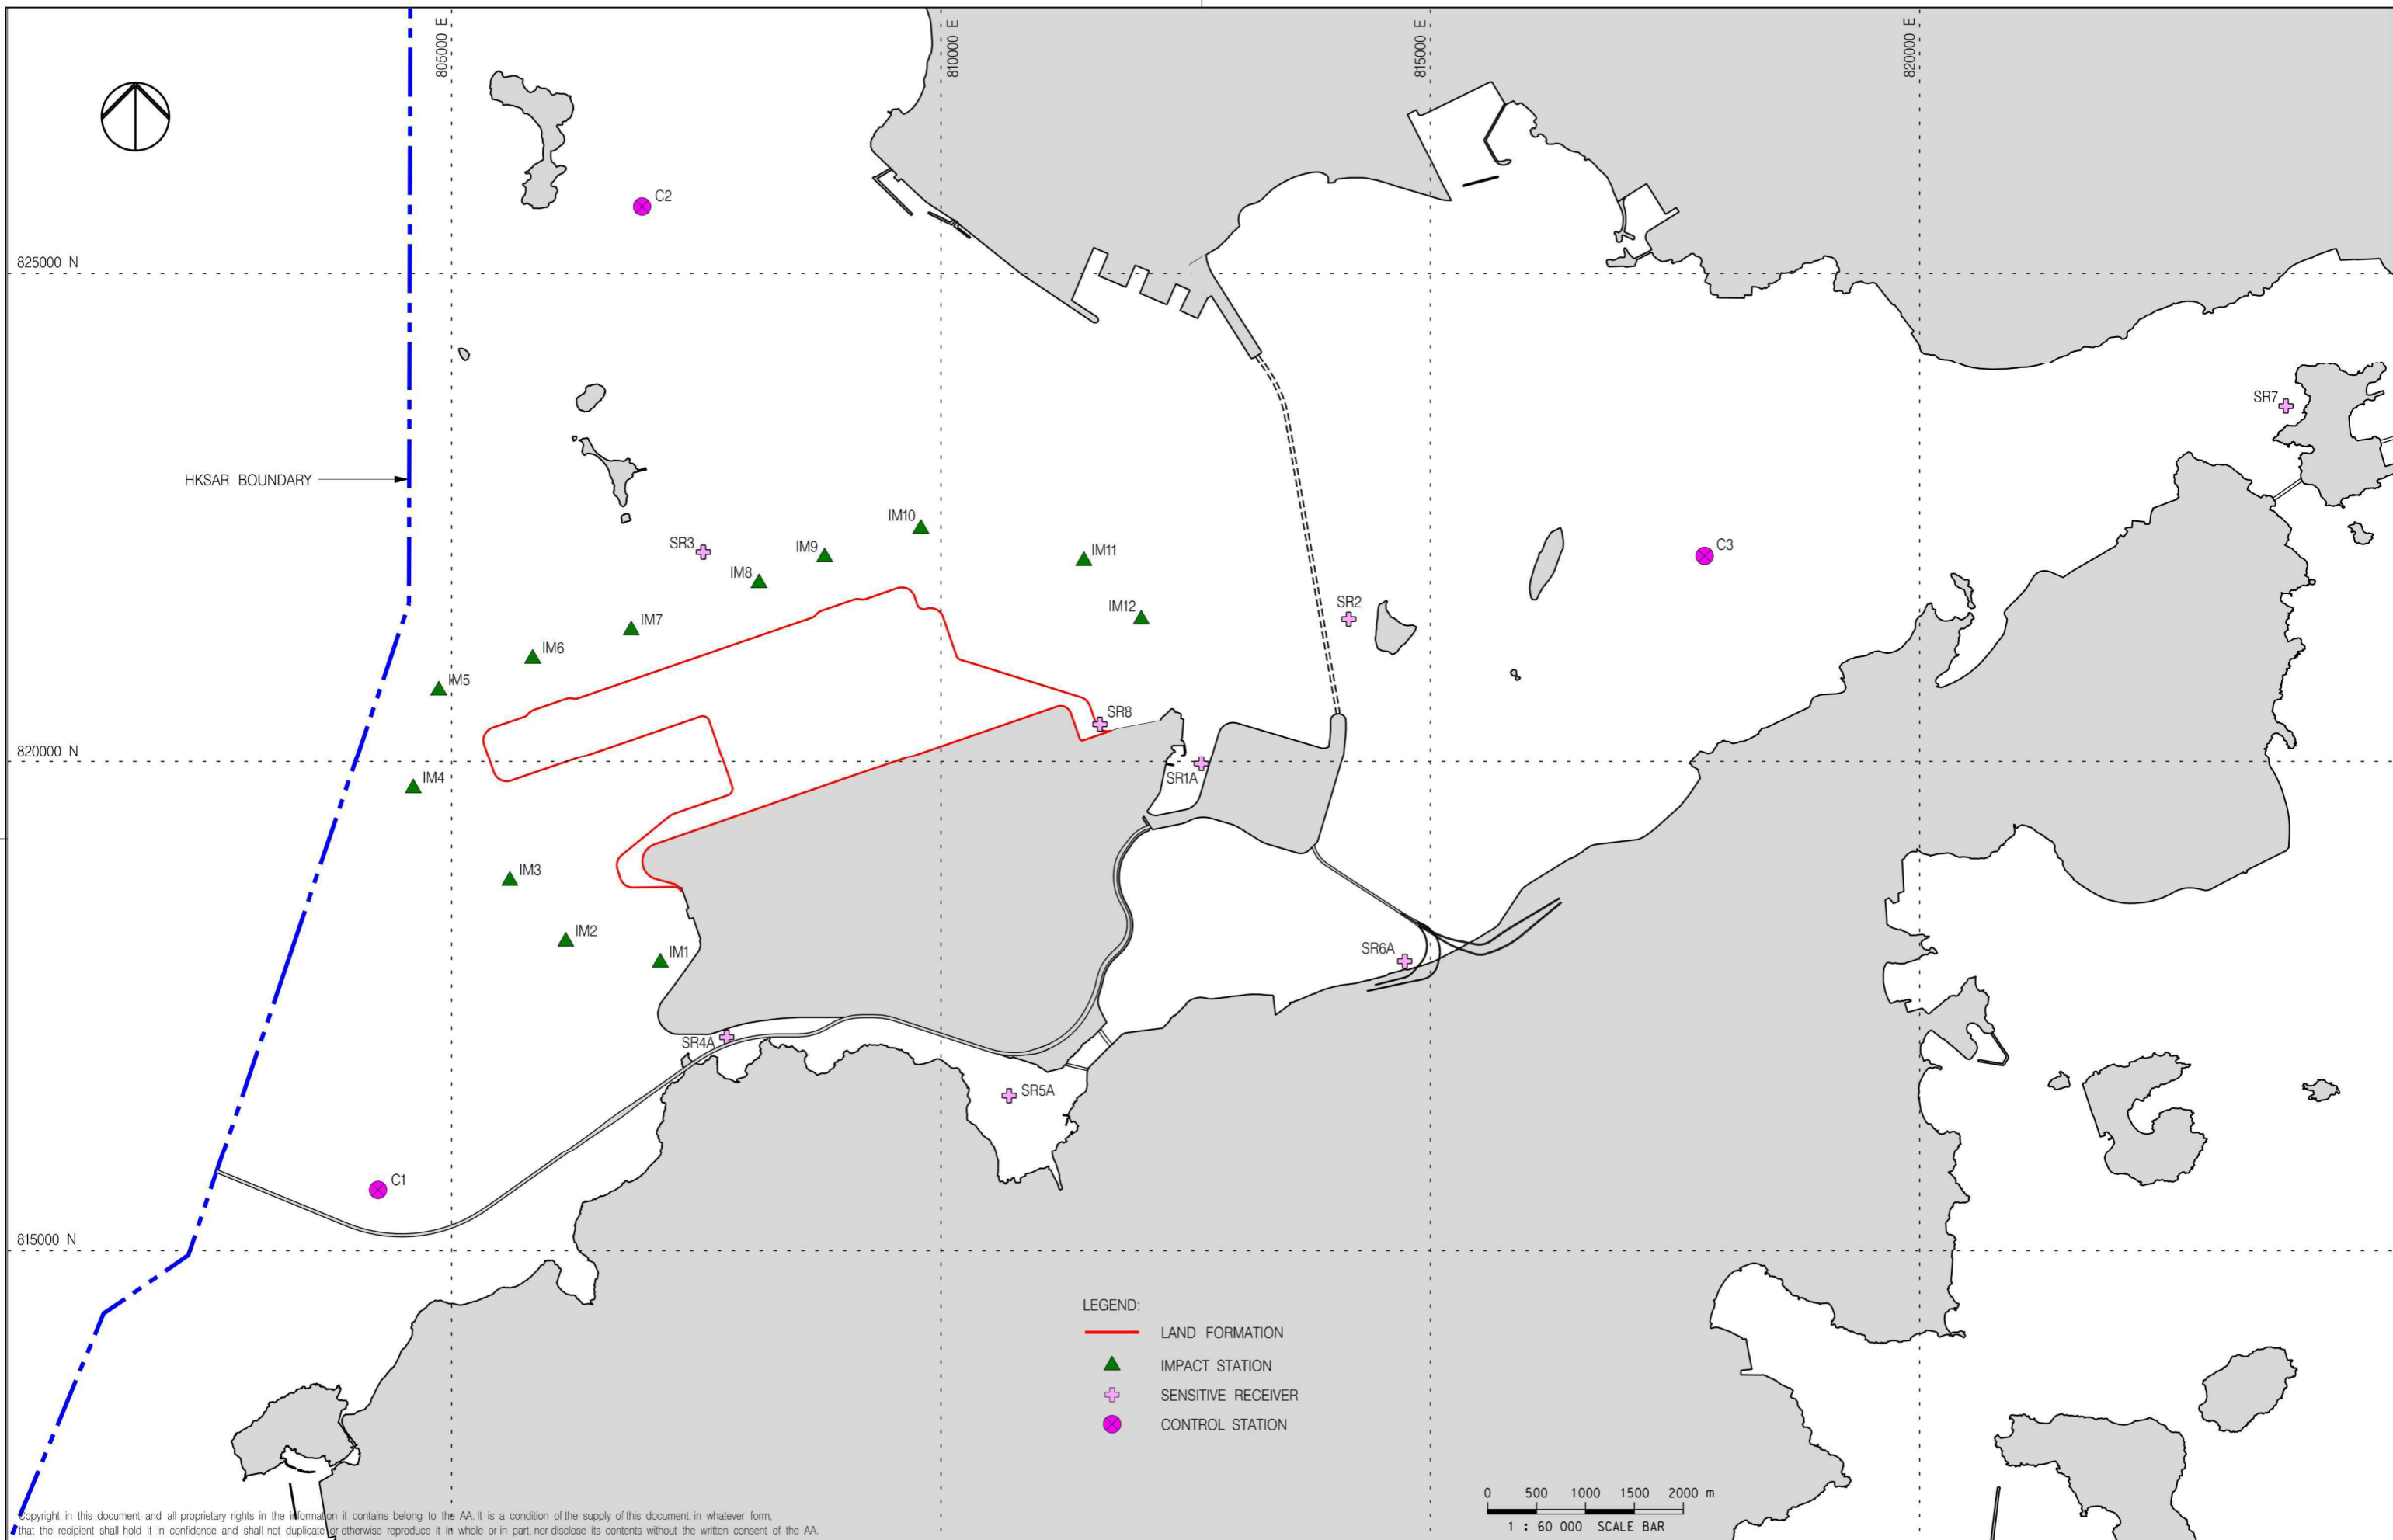 805000 E
810000 E
815000 E
820000 E
C2
825000 N
SR7
HKSAR BOUNDARY
IM10
SR3
IM9
IM11
C3
IM8
IM12
SR2
IM7
IM6
IM5
SR8
820000 N
SR1A
IM4
IM3
IM2
IM1
SR6A
SR4A
SR5A
C1
815000 N
LEGEND:
LAND FORMATION
IMPACT STATION
SENSITIVE RECEIVER
CONTROL STATION
0 500 1000 1500 2000 m
1 : 60 000 SCALE BAR
Copyright in this document and all proprietary rights in the information it contains belong to the AA. It is a condition of the supply of this document, in whatever form,
that the recipient shall hold it in confidence and shall not duplicate or otherwise reproduce it in whole or in part, nor disclose its contents without the written consent of the AA.